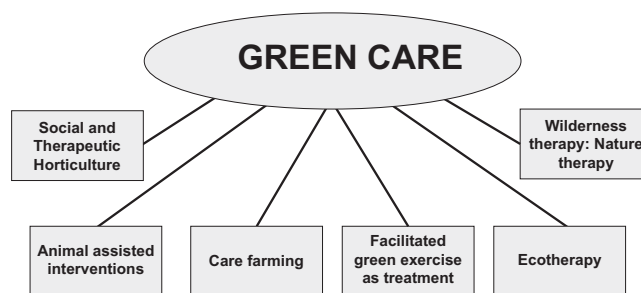 GREEN CARE
Social and
Therapeutic
Horticulture
Wilderness
therapy: Nature
therapy
Animal assisted
interventions
Care farming
Facilitated
green exercise
as treatment
Ecotherapy